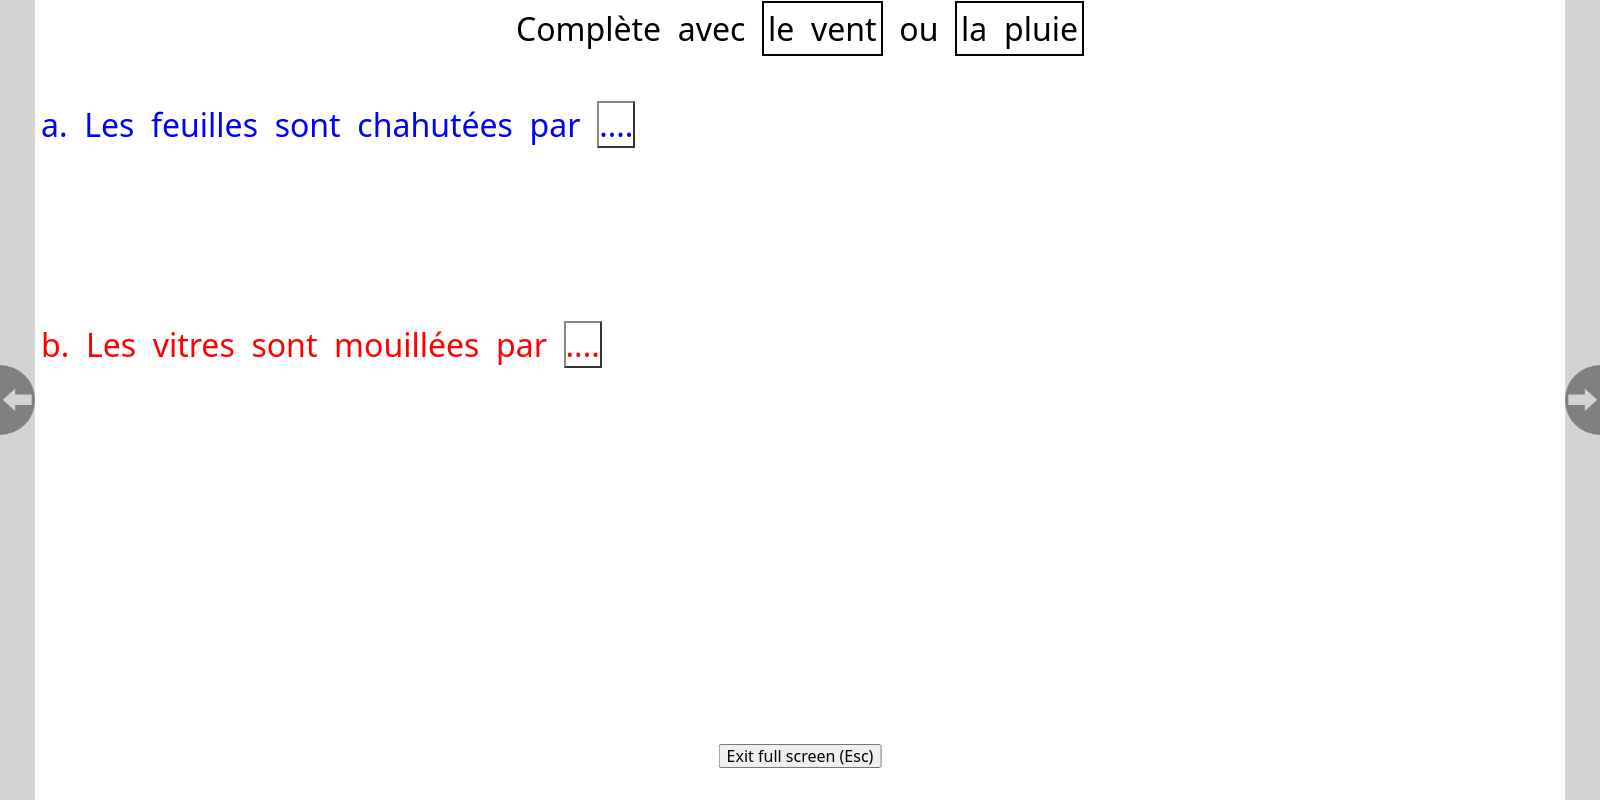 Complète avec le vent ou la pluie
a. Les feuilles sont chahutées par ....
b. Les vitres sont mouillées par ....
Exit full screen (Esc)